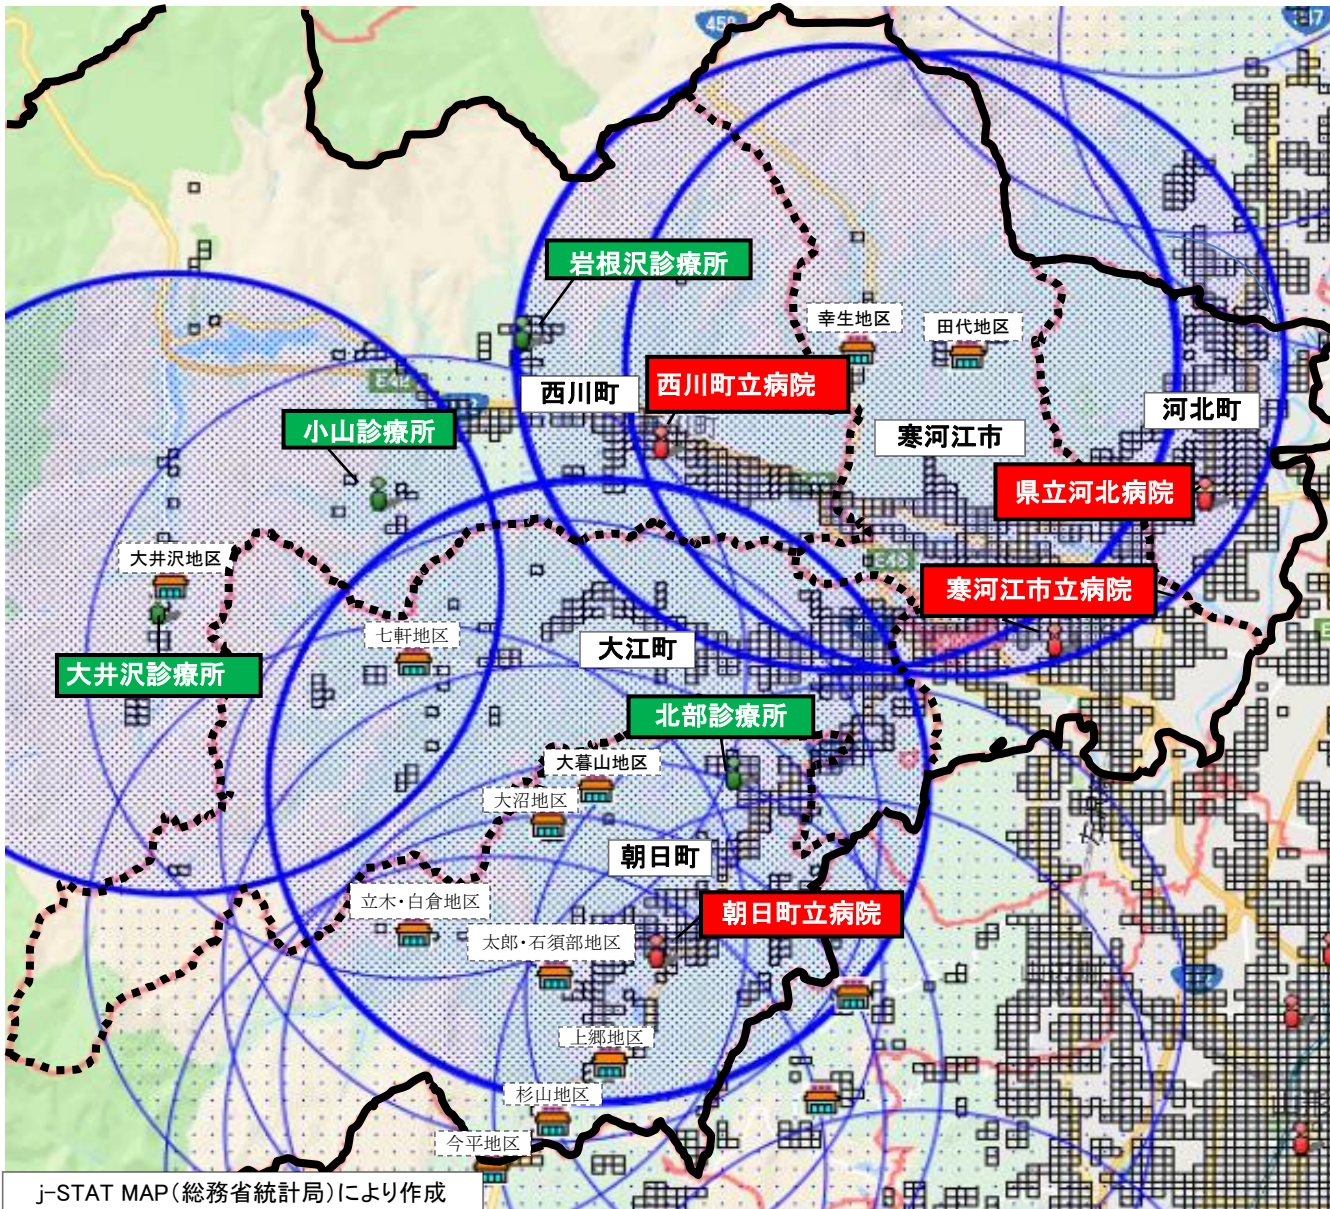 458
347
岩根沢診療所
幸生地区
田代地区
西川町
西川町立病院
河北町
小山診療所
寒河江市
県立河北病院
大井沢地区
寒河江市立病院
七軒地区
大江町
大井沢診療所
北部診療所
大暮山地区
大沼地区
朝日町
立木・白倉地区
朝日町立病院
太郎・石須部地区
上郷地区
杉山地区
今平地区
j-STAT MAP（総務省統計局）により作成